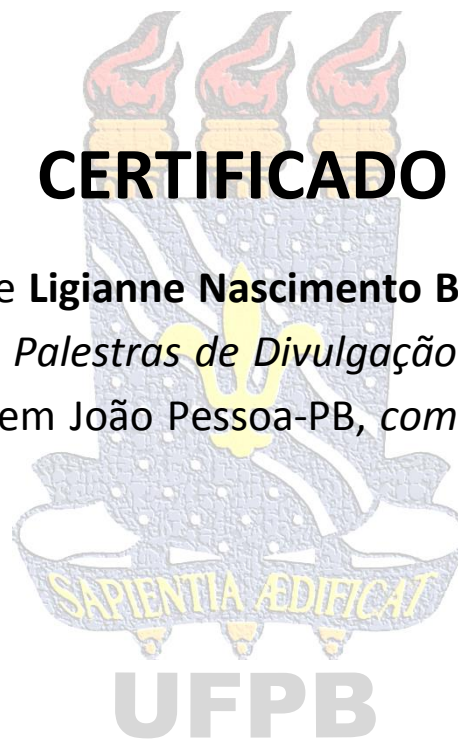 CERTIFICADO
e Ligianne Nascimento B
Palestras de Divulgação
em João Pessoa-PB, com
SAPIENTIA ÆDIFICAT
UFPB